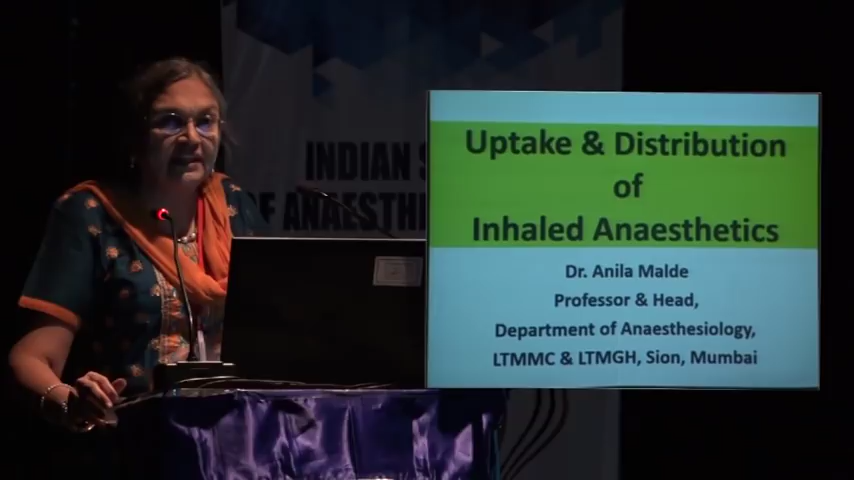 INDIAN
OF
Uptake & Distribution
of
Inhaled Anaesthetics
Dr. Anila Malde
Professor & Head,
Department of Anaesthesiology,
LTMMC & LTMGH, Sion, Mumbai